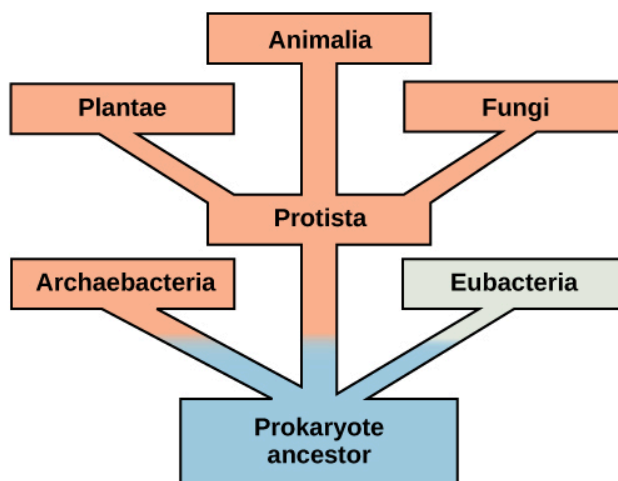 Animalia
Plantae
Fungi
Protista
Archaebacteria
Eubacteria
Prokaryote
ancestor